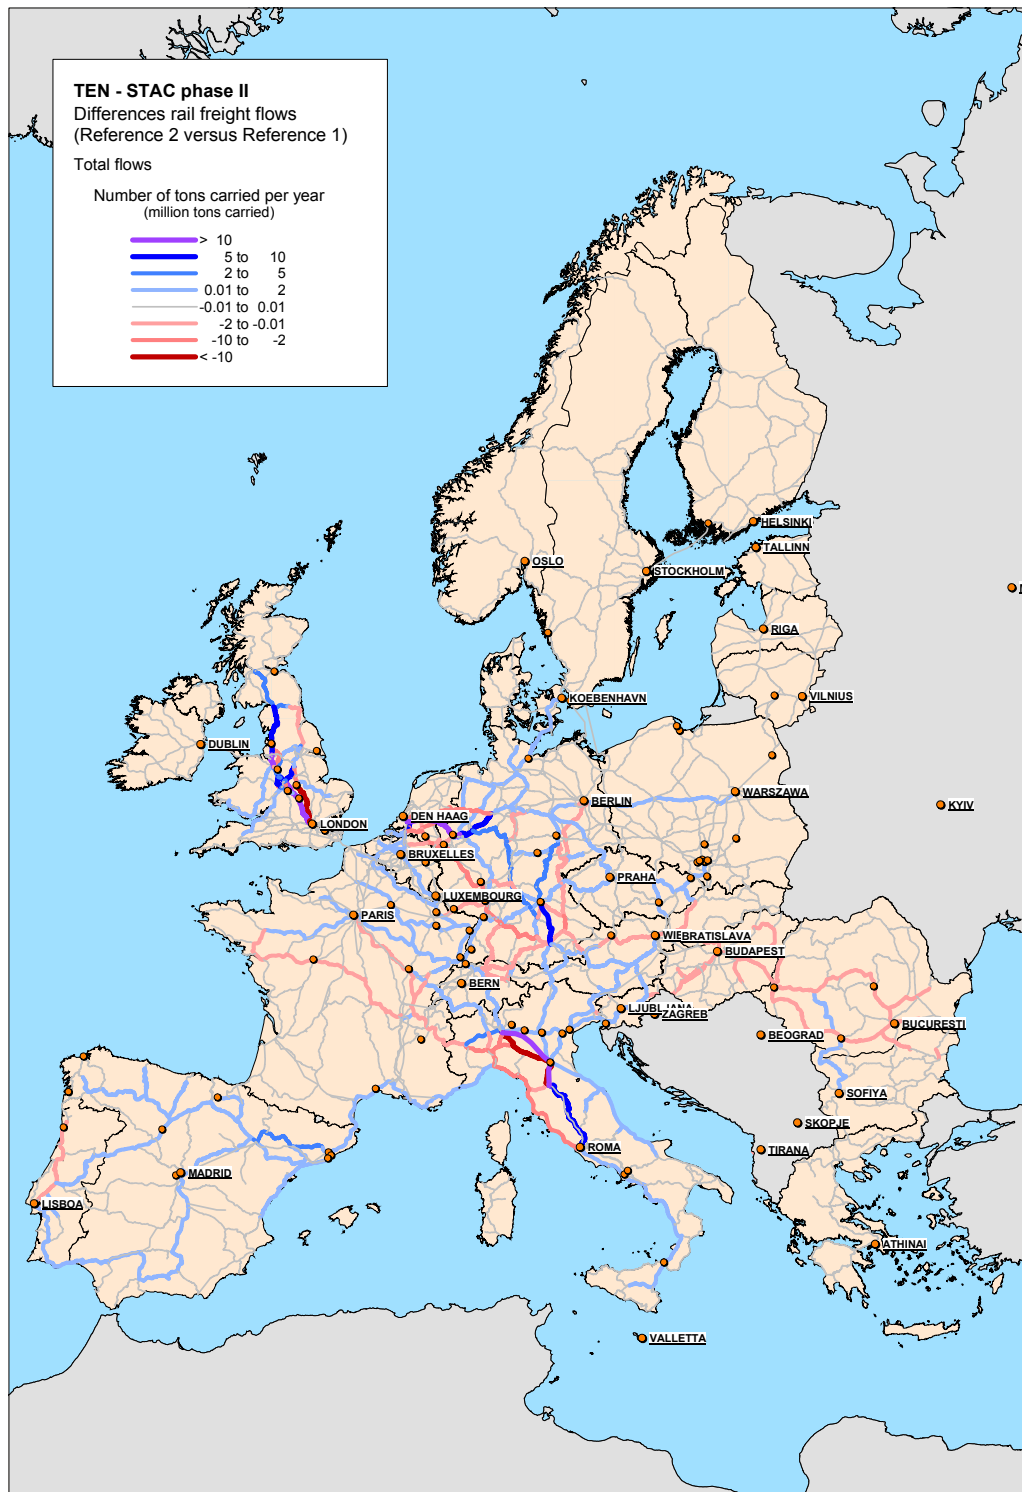 TEN - STAC phase II
Differences rail freight flows
(Reference 2 versus Reference 1)
Total flows
Number of tons carried per year
(million tons carried)
> 10
5 to 10
2 to 5
0.01 to 2
-0.01 to 0.01
-2 to -0.01
-10 to -2
< -10
HELSINKI
TALLINN
OSLO
STOCKHOLM
RIGA
KOEBENHAVN
VILNIUS
DUBLIN
WARSZAWA
BERLIN
KYIV
DEN HAAG
LONDON
BRUXELLES
PRAHA
LUXEMBOURG
PARIS
WIE
BRATISLAVA
BUDAPEST
BERN
LJUBLJANA
ZAGREB
BUCURESTI
BEOGRAD
SOFIYA
SKOPJE
ROMA
TIRANA
MADRID
LISBOA
ATHINAI
VALLETTA